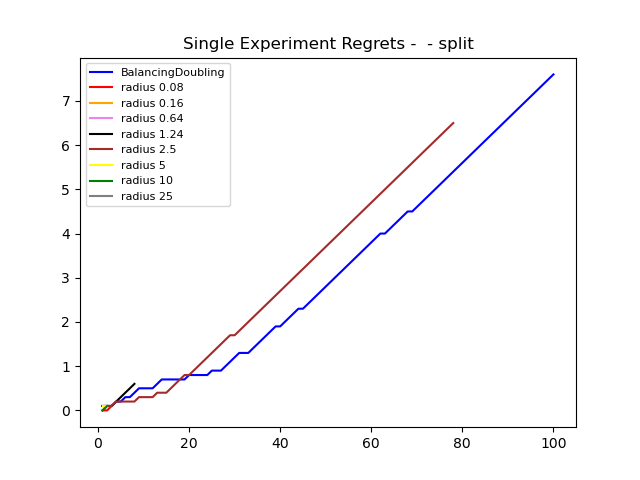 Single Experiment Regrets -  - split
BalancingDoubling
radius 0.08
radius 0.16
radius 0.64
radius 1.24
radius 2.5
radius 5
radius 10
radius 25
7
6
5
4
3
2
1
0
0 20 40 60 80 100